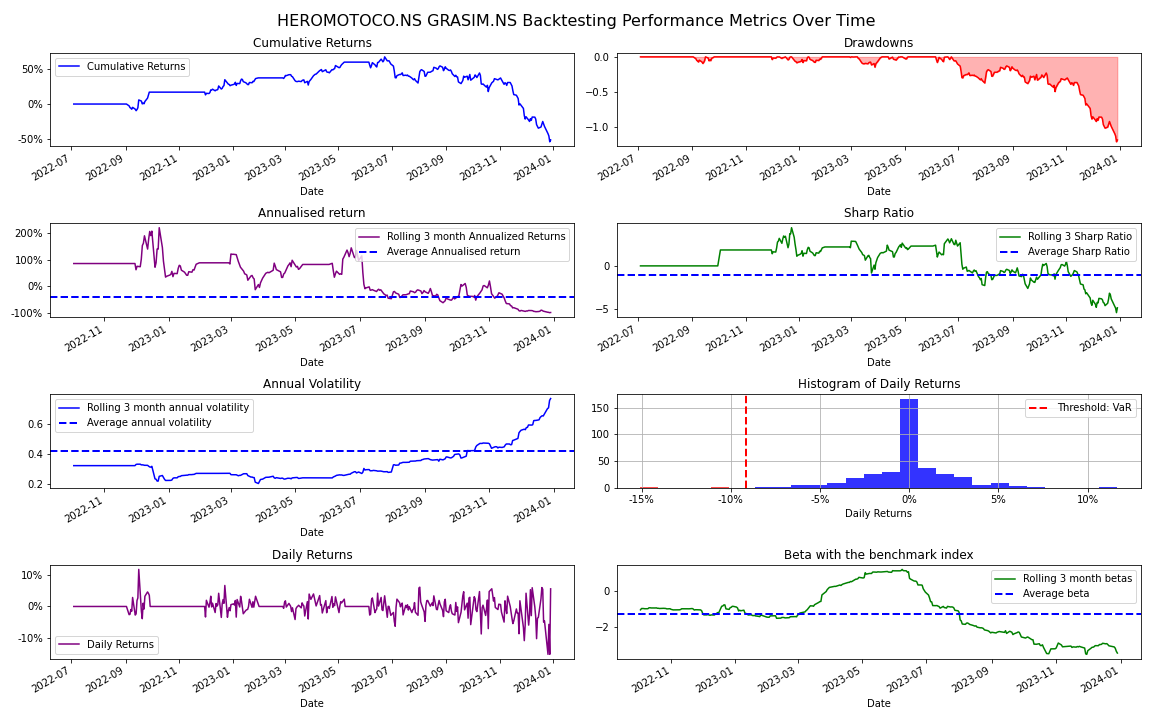 HEROMOTOCO.NS GRASIM.NS Backtesting Performance Metrics Over Time
Cumulative Returns
Cumulative Returns
50%
0%
-50%
2022-07 2022-09 2022-11 2023-01 2023-03 2023-05 2023-07 2023-09 2023-11 2024-01
Date
Drawdowns
0.0
−0.5
−1.0
2022-07 2022-09 2022-11 2023-01 2023-03 2023-05 2023-07 2023-09 2023-11 2024-01
Date
Annualised return
Rolling 3 month Annualized Returns
Average Annualised return
200%
100%
0%
-100%
2022-11 2023-01 2023-03 2023-05 2023-07 2023-09 2023-11 2024-01
Date
Sharp Ratio
Rolling 3 Sharp Ratio
Average Sharp Ratio
0
−5
2022-07 2022-09 2022-11 2023-01 2023-03 2023-05 2023-07 2023-09 2023-11 2024-01
Date
Annual Volatility
Rolling 3 month annual volatility
Average annual volatility
0.6
0.4
0.2
2022-11 2023-01 2023-03 2023-05 2023-07 2023-09 2023-11 2024-01
Date
Histogram of Daily Returns
Threshold: VaR
150
100
50
0
-15% -10% -5% 0% 5% 10%
Daily Returns
Daily Returns
10%
0%
-10%
Daily Returns
2022-07 2022-09 2022-11 2023-01 2023-03 2023-05 2023-07 2023-09 2023-11 2024-01
Date
Beta with the benchmark index
Rolling 3 month betas
Average beta
0
−2
2022-11 2023-01 2023-03 2023-05 2023-07 2023-09 2023-11 2024-01
Date